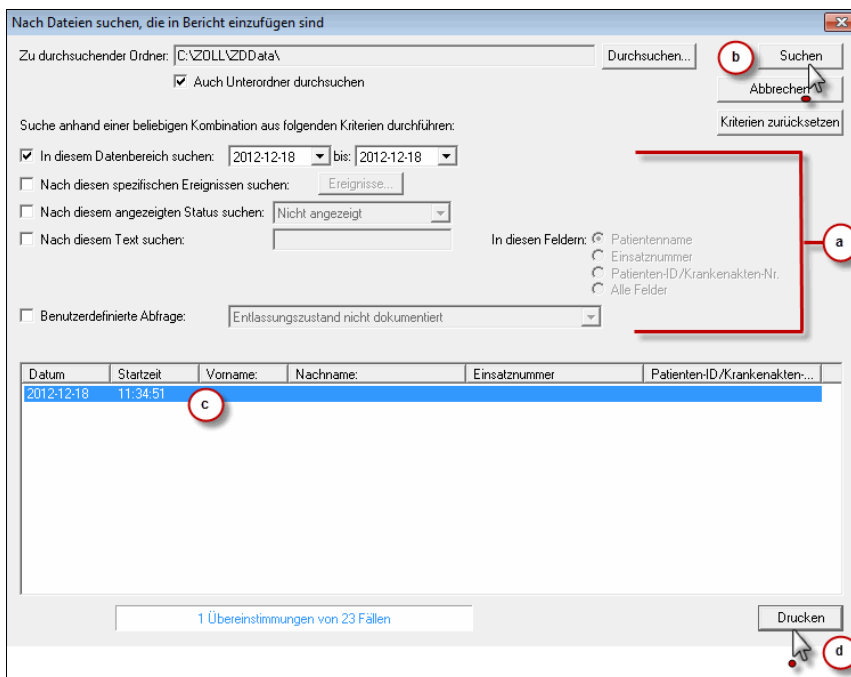 Nach Dateien suchen, die in Bericht einzufügen sind
Zu durchsuchender Ordner: C:\ZOLL\ZDData\ Durchsuchen... b Suchen
Auch Unterordner durchsuchen Abbrechen
Suche anhand einer beliebigen Kombination aus folgenden Kriterien durchführen: Kriterien zurücksetzen
In diesem Datenbereich suchen: 2012-12-18 bis: 2012-12-18
Nach diesen spezifischen Ereignissen suchen: Ereignisse...
Nach diesem angezeigten Status suchen: Nicht angezeigt
Nach diesem Text suchen: In diesen Feldern: Patientenname a
Einsatznummer
Patienten-ID/Krankenakten-Nr.
Alle Felder
Benutzerdefinierte Abfrage: Entlassungszustand nicht dokumentiert
Datum Startzeit Vorname: Nachname: Einsatznummer Patienten-ID/Krankenakten-...
2012-12-18 11:34:51 c
1 Übereinstimmungen von 23 Fällen Drucken
d